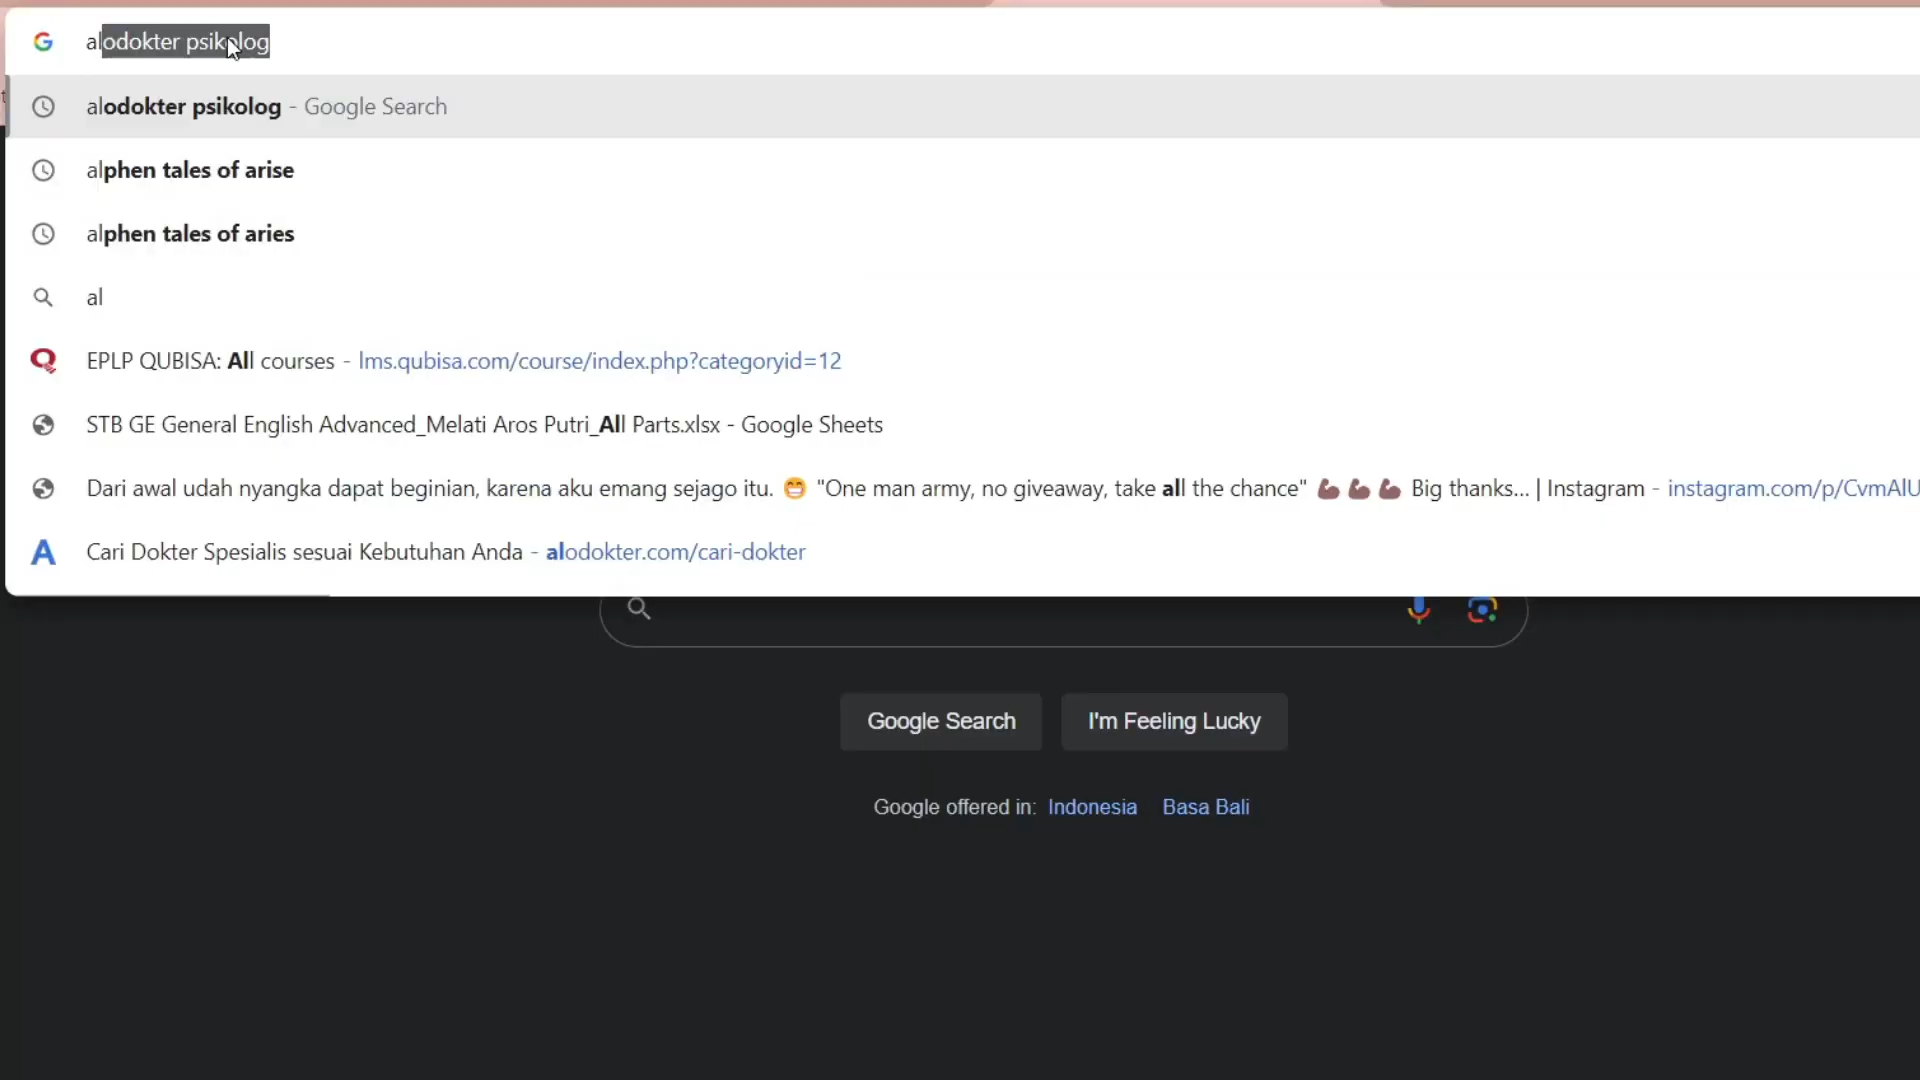 alodokter psikolog
alodokter psikolog - Google Search
alphen tales of arise
alphen tales of aries
al
EPLP QUBISA: All courses - lms.qubisa.com/course/index.php?categoryid=12
STB GE General English Advanced_Melati Aros Putri_All Parts.xlsx - Google Sheets
Dari awal udah nyangka dapat beginian, karena aku emang sejago itu. 😁 "One man army, no giveaway, take all the chance" 💪🏿 💪🏿 💪🏿 Big thanks... | Instagram - instagram.com/p/CvmAlU
Cari Dokter Spesialis sesuai Kebutuhan Anda - alodokter.com/cari-dokter
Google Search
I'm Feeling Lucky
Google offered in: Indonesia Basa Bali